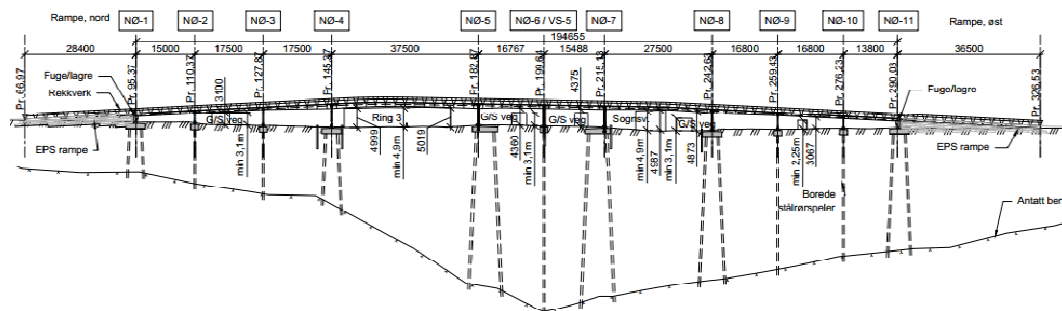 Rampe, nord
NØ-1
NØ-2
NØ-3
NØ-4
NØ-5
NØ-6 / VS-5
NØ-7
NØ-8
NØ-9
NØ-10
NØ-11
Rampe, øst
194655
28400
15000
17500
17500
37500
16767
15488
27500
16800
16800
13800
36500
Pr. 66.97
Pr. 95.37
Pr. 110.37
Pr. 127.87
Pr. 145.37
Pr. 182.87
Pr. 199.64
Pr. 215.13
Pr. 242.63
Pr. 259.43
Pr. 276.23
Pr. 290.03
Pr. 326.53
Fuge/lagre
Rekkverk
3100
4375
Fuge/lagre
G/S veg
Ring 3
G/S veg
G/S veg
Sognsv.
G/S veg
EPS rampe
min 3,1m
4999
min 4,9m
5019
4360
min 3,1m
min 4,9m
4987
min 3,1m
4873
min 2,25m
3067
EPS rampe
Borede
stålrørspeler
Antatt ber